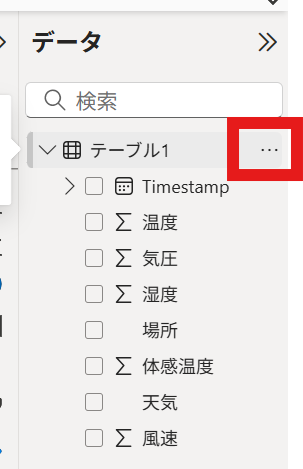 データ
検索
テーブル1
Timestamp
温度
気圧
湿度
場所
体感温度
天気
風速